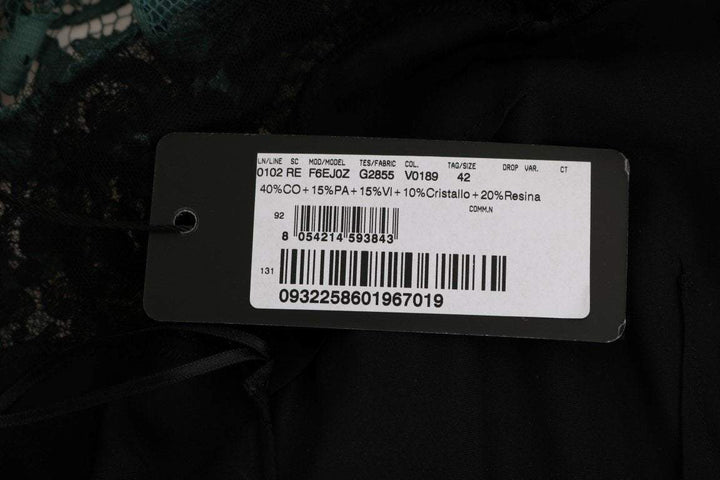 LN/LINE SC MOD/MODEL TES/FABRIC COL. TAG/SIZE DROP VAR. CT
0102 RE F6EJ0Z G2855 V0189 42
40%CO+15%PA+15%VI+10%Cristallo+20%Resina
COMM.N
92
8 054214 593843
131
0932258601967019